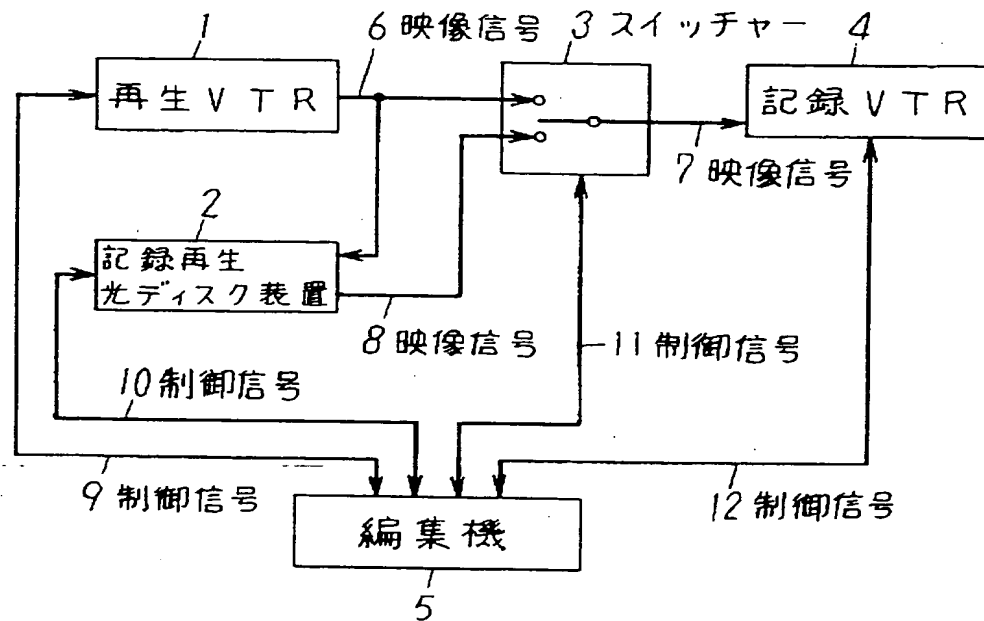 1
6 映像信号
3 スイッチャー
4
再生VTR
記録VTR
7 映像信号
2
記録再生
光ディスク装置
8 映像信号
11 制御信号
10 制御信号
9 制御信号
12 制御信号
編集機
5